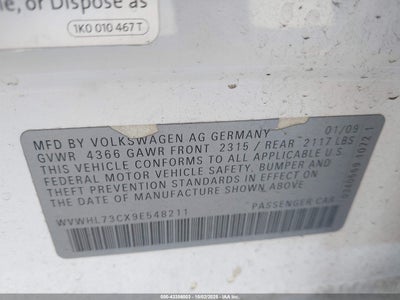 e, or Dispose as
1K0 010 467 T
01/09
MFD BY VOLKSWAGEN AG GERMANY
GVWR 4366 GAWR FRONT 2315 / REAR 2117 LBS
THIS VEHICLE CONFORMS TO ALL APPLICABLE U.S.
FEDERAL MOTOR VEHICLE SAFETY, BUMPER, AND
THEFT PREVENTION STANDARDS IN EFFECT ON
THE DATE OF MANUFACTURE SHOWN ABOVE.
WVWHL73CX9E548211
PASSENGER CAR